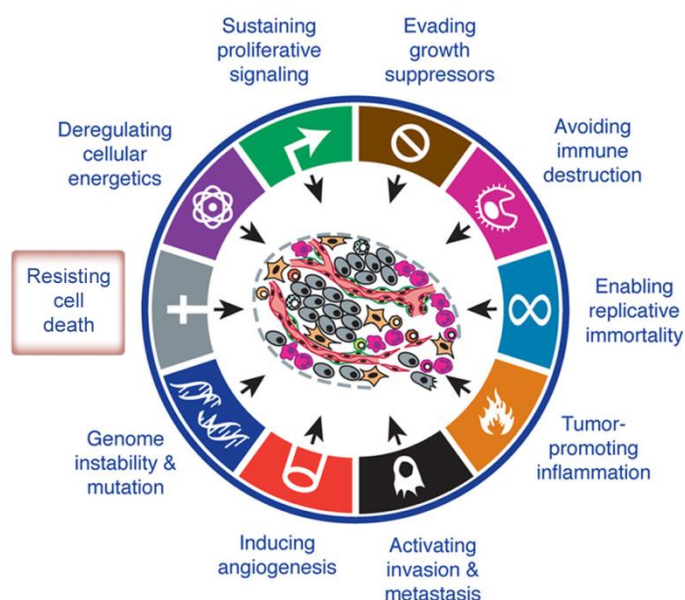 Sustaining
proliferative
signaling
Evading
growth
suppressors
Avoiding
immune
destruction
Enabling
replicative
immortality
Tumor-
promoting
inflammation
Activating
invasion &
metastasis
Inducing
angiogenesis
Genome
instability &
mutation
Resisting
cell
death
Deregulating
cellular
energetics